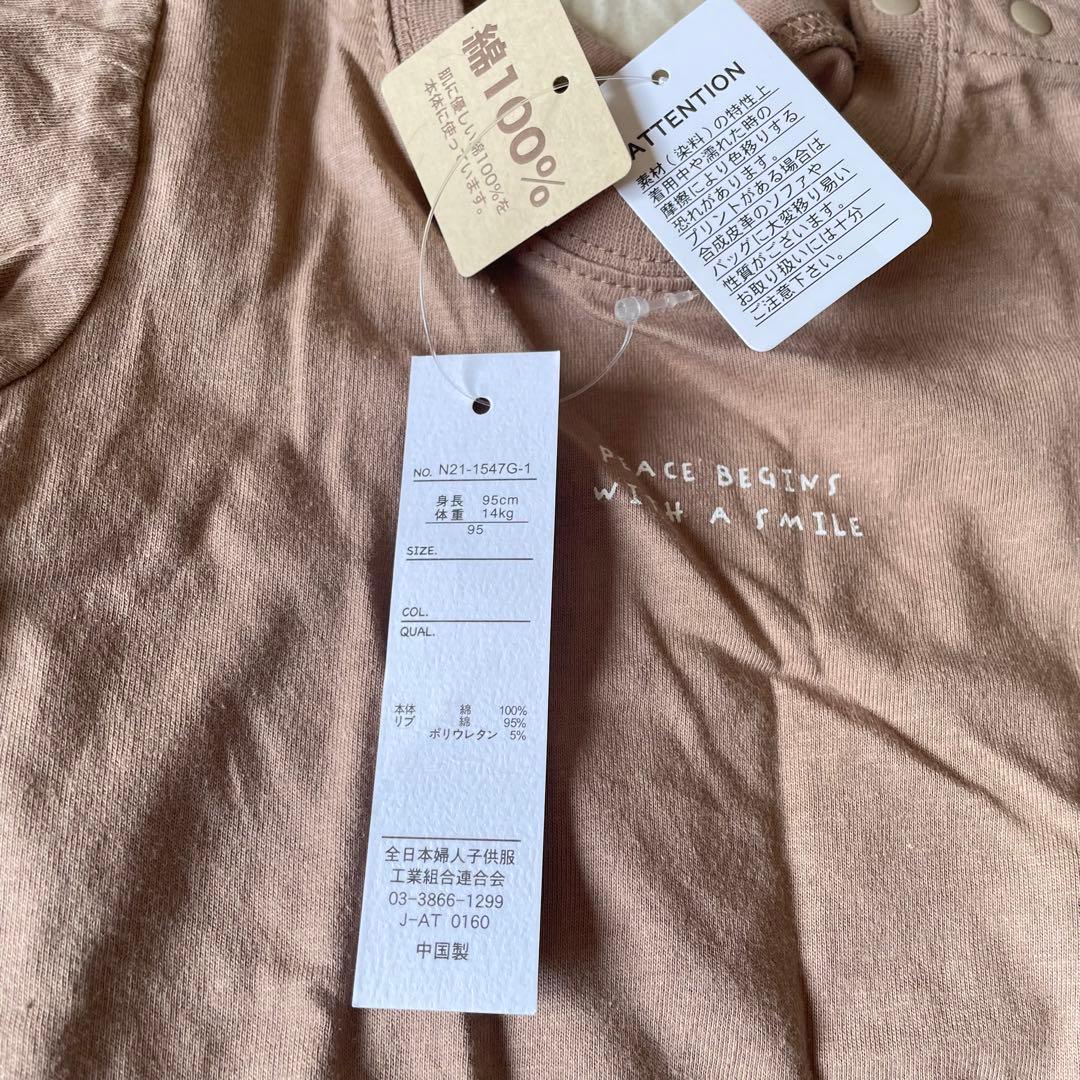 綿100%
肌に優しい綿100%を
本体に使っています。
ATTENTION
素材(染料)の特性上
着用中や濡れた時の
摩擦により色移りする
恐れがあります。
プリントがある場合は
合成皮革のソファや
バッグに大変移り易い
性質がございます。
お取り扱いには十分
ご注意下さい。
NO. N21-1547G-1
身長 95cm
体重 14kg
95
SIZE.
COL.
QUAL.
本体 綿 100%
リブ 綿 95%
ポリウレタン 5%
全日本婦人子供服
工業組合連合会
03-3866-1299
J-AT 0160
中国製
PEACE BEGINS
WITH A SMILE